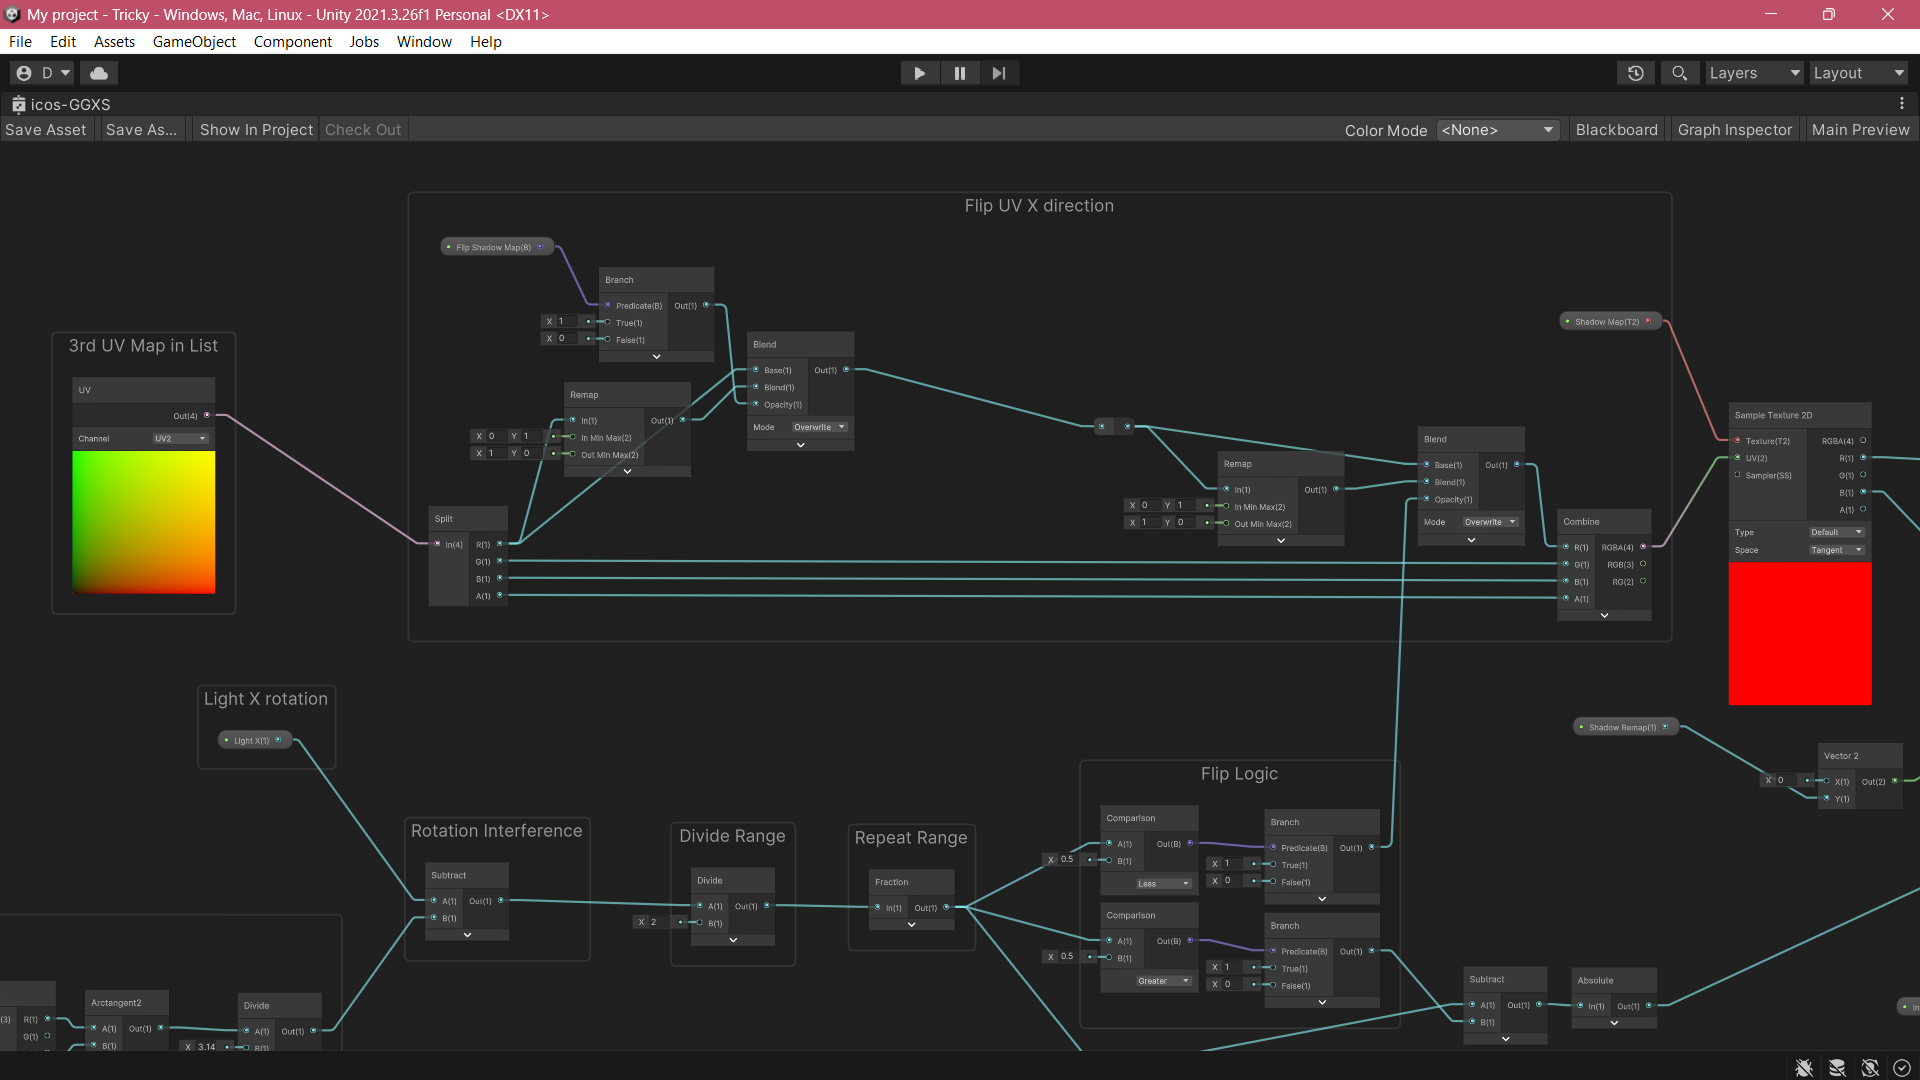 My project - Tricky - Windows, Mac, Linux - Unity 2021.3.26f1 Personal <DX11>
File Edit Assets GameObject Component Jobs Window Help
D Layers Layout
icos-GGXS
Save Asset Save As... Show In Project Check Out Color Mode <None> Blackboard Graph Inspector Main Preview
Flip UV X direction
Flip Shadow Map(B)
Branch
Predicate(B) Out(1)
X 1 True(1)
X 0 False(1)
Shadow Map(T2)
3rd UV Map in List
UV
Out(4)
Channel UV2
Blend
Base(1) Out(1)
Blend(1)
Opacity(1)
Mode Overwrite
Remap
In(1) Out(1)
X 0 Y 1 In Min Max(2)
X 1 Y 0 Out Min Max(2)
Split
In(4) R(1)
G(1)
B(1)
A(1)
Remap
In(1) Out(1)
X 0 Y 1 In Min Max(2)
X 1 Y 0 Out Min Max(2)
Blend
Base(1) Out(1)
Blend(1)
Opacity(1)
Mode Overwrite
Combine
R(1) RGBA(4)
G(1) RGB(3)
B(1) RG(2)
A(1)
Sample Texture 2D
Texture(T2) RGBA(4)
UV(2) R(1)
Sampler(SS) G(1)
B(1)
A(1)
Type Default
Space Tangent
Light X rotation
Light X(1)
Shadow Remap(1)
Vector 2
X 0 X(1) Out(2)
Y(1)
Rotation Interference
Subtract
A(1) Out(1)
B(1)
Divide Range
Divide
A(1) Out(1)
X 2 B(1)
Repeat Range
Fraction
In(1) Out(1)
Flip Logic
Comparison
A(1) Out(B)
X 0.5 B(1)
Less
Branch
Predicate(B) Out(1)
X 1 True(1)
X 0 False(1)
Comparison
A(1) Out(B)
X 0.5 B(1)
Greater
Branch
Predicate(B) Out(1)
X 1 True(1)
X 0 False(1)
Subtract
A(1) Out(1)
B(1)
Absolute
In(1) Out(1)
In
(3) R(1)
G(1)
Arctangent2
A(1) Out(1)
B(1)
Divide
A(1) Out(1)
X 3.14 B(1)